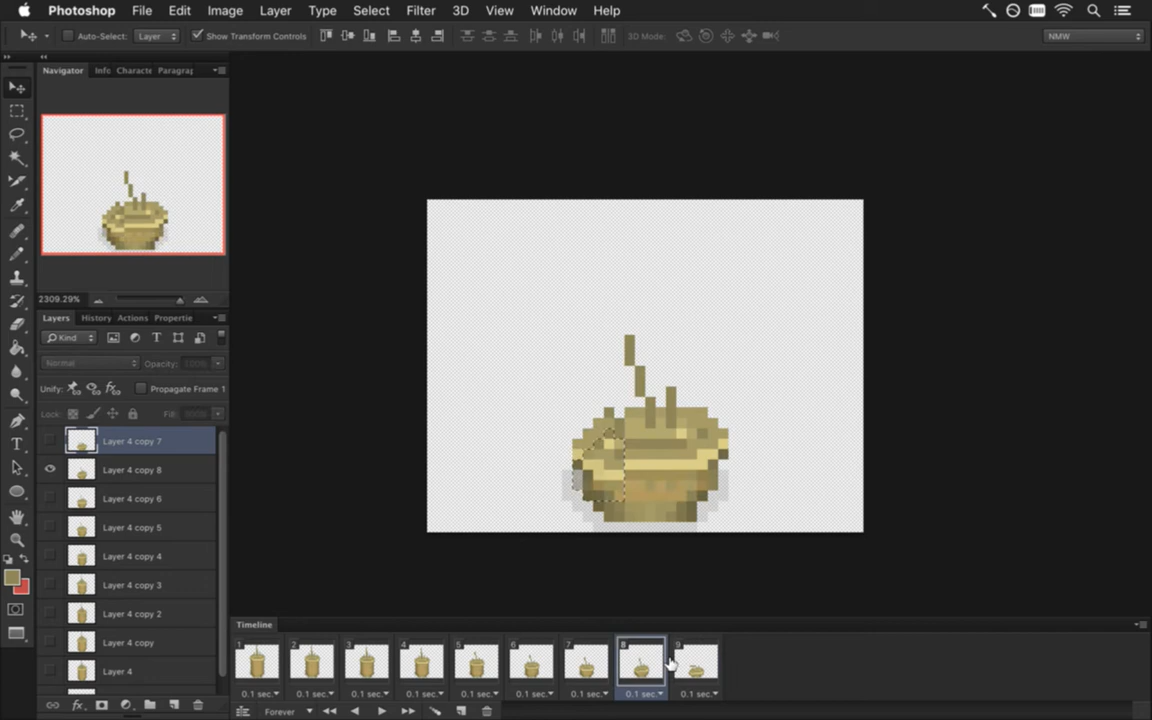 Photoshop File Edit Image Layer Type Select Filter 3D View Window Help
Auto-Select: Layer Show Transform Controls 3D Mode: NMW
Navigator Info Charact Paragrap
2309.29%
Layers History Actions Propertie
Kind
Normal Opacity: 100%
Unify: Propagate Frame 1
Lock: Fill:
Layer 4 copy 7
Layer 4 copy 8
Layer 4 copy 6
Layer 4 copy 5
Layer 4 copy 4
Layer 4 copy 3
Layer 4 copy 2
Layer 4 copy
Layer 4
fx
Timeline
1 2 3 4 5 6 7 8 9
0.1 sec. 0.1 sec. 0.1 sec. 0.1 sec. 0.1 sec. 0.1 sec. 0.1 sec. 0.1 sec. 0.1 sec.
Forever